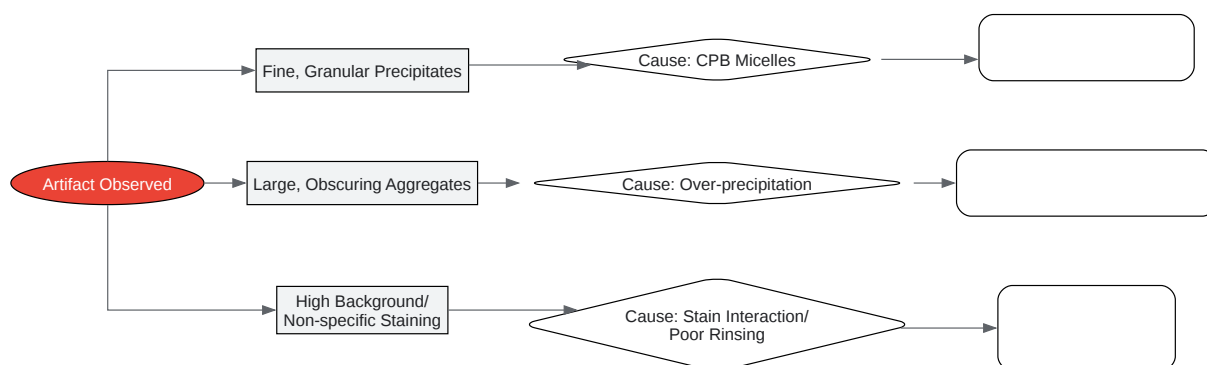 Fine, Granular Precipitates
Cause: CPB Micelles
Artifact Observed
Large, Obscuring Aggregates
Cause: Over-precipitation
High Background/
Non-specific Staining
Cause: Stain Interaction/
Poor Rinsing